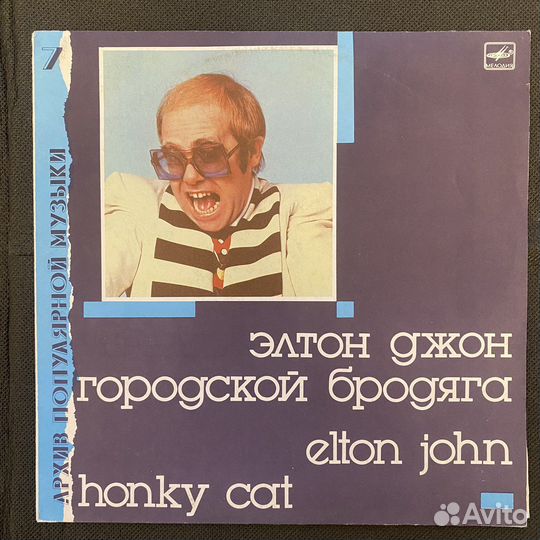 7
АРХИВ ПОПУЛЯРНОЙ МУЗЫКИ
МЕЛОДИЯ
элтон джон
городской бродяга
elton john
honky cat
Avito